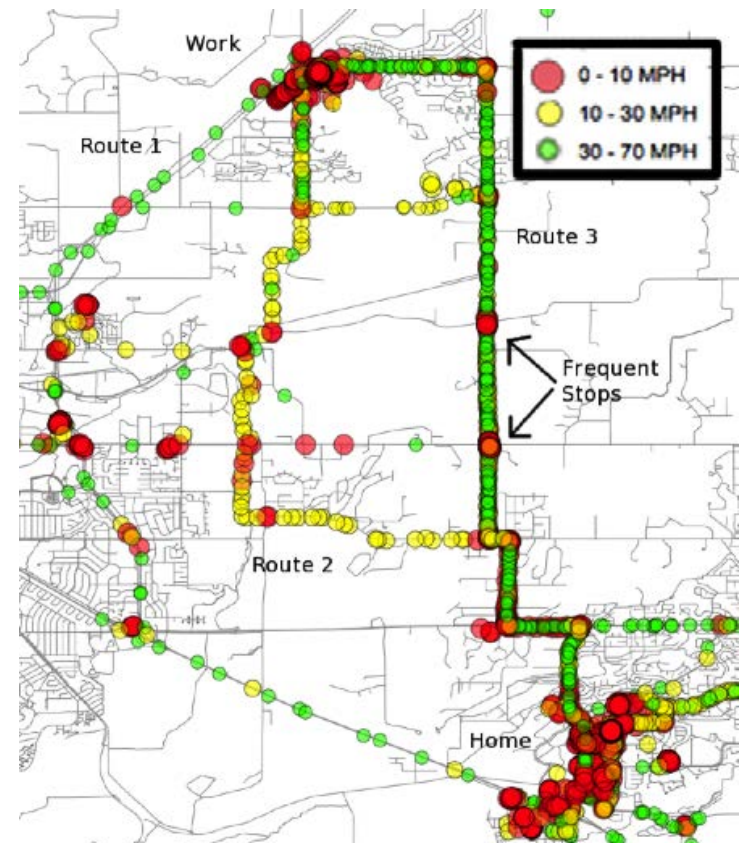 Work
0 - 10 MPH
10 - 30 MPH
30 - 70 MPH
Route 1
Route 3
Frequent
Stops
Route 2
Home